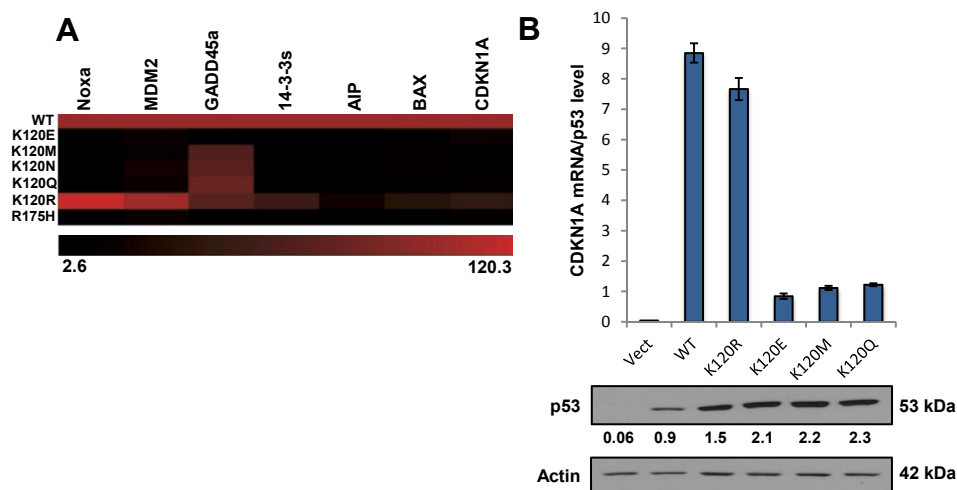 A
Noxa
MDM2
GADD45a
14-3-3s
AIP
BAX
CDKN1A
WT
K120E
K120M
K120N
K120Q
K120R
R175H
2.6
120.3
B
CDKN1A mRNA/p53 level
10
9
8
7
6
5
4
3
2
1
0
Vect
WT
K120R
K120E
K120M
K120Q
p53
53 kDa
0.06 0.9 1.5 2.1 2.2 2.3
Actin
42 kDa